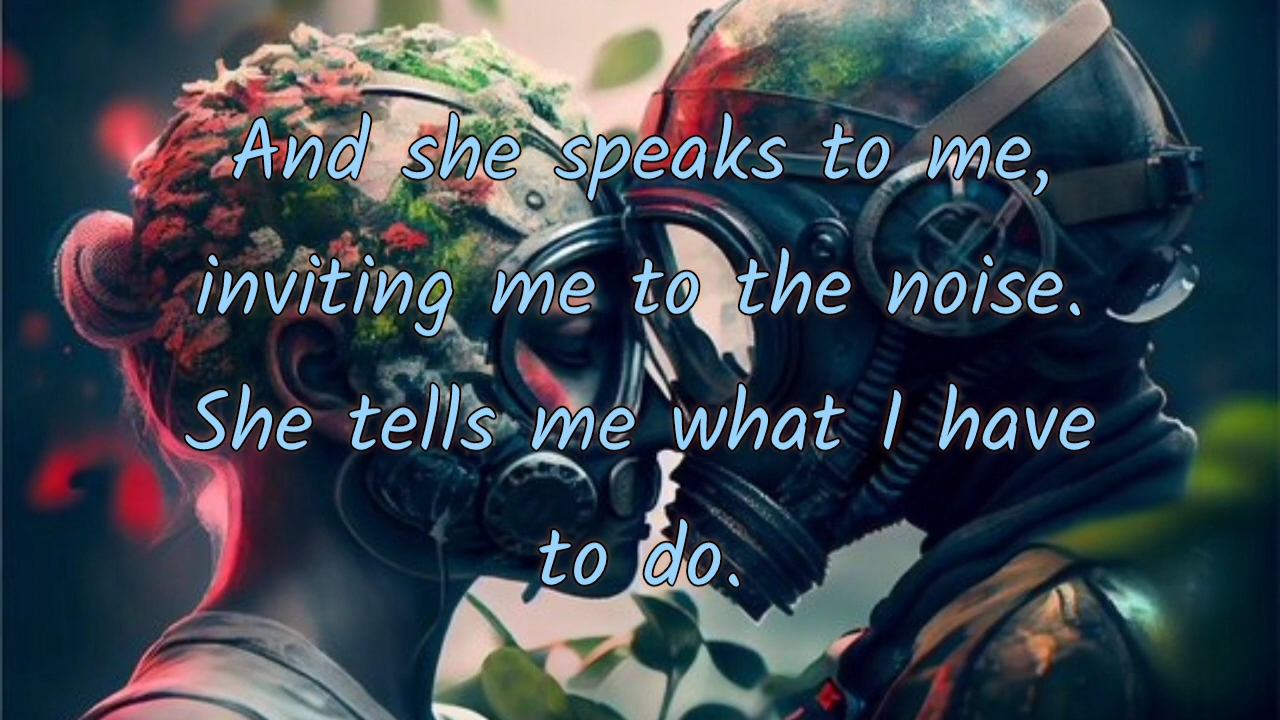 And she speaks to me,
inviting me to the noise.
She tells me what I have
to do.